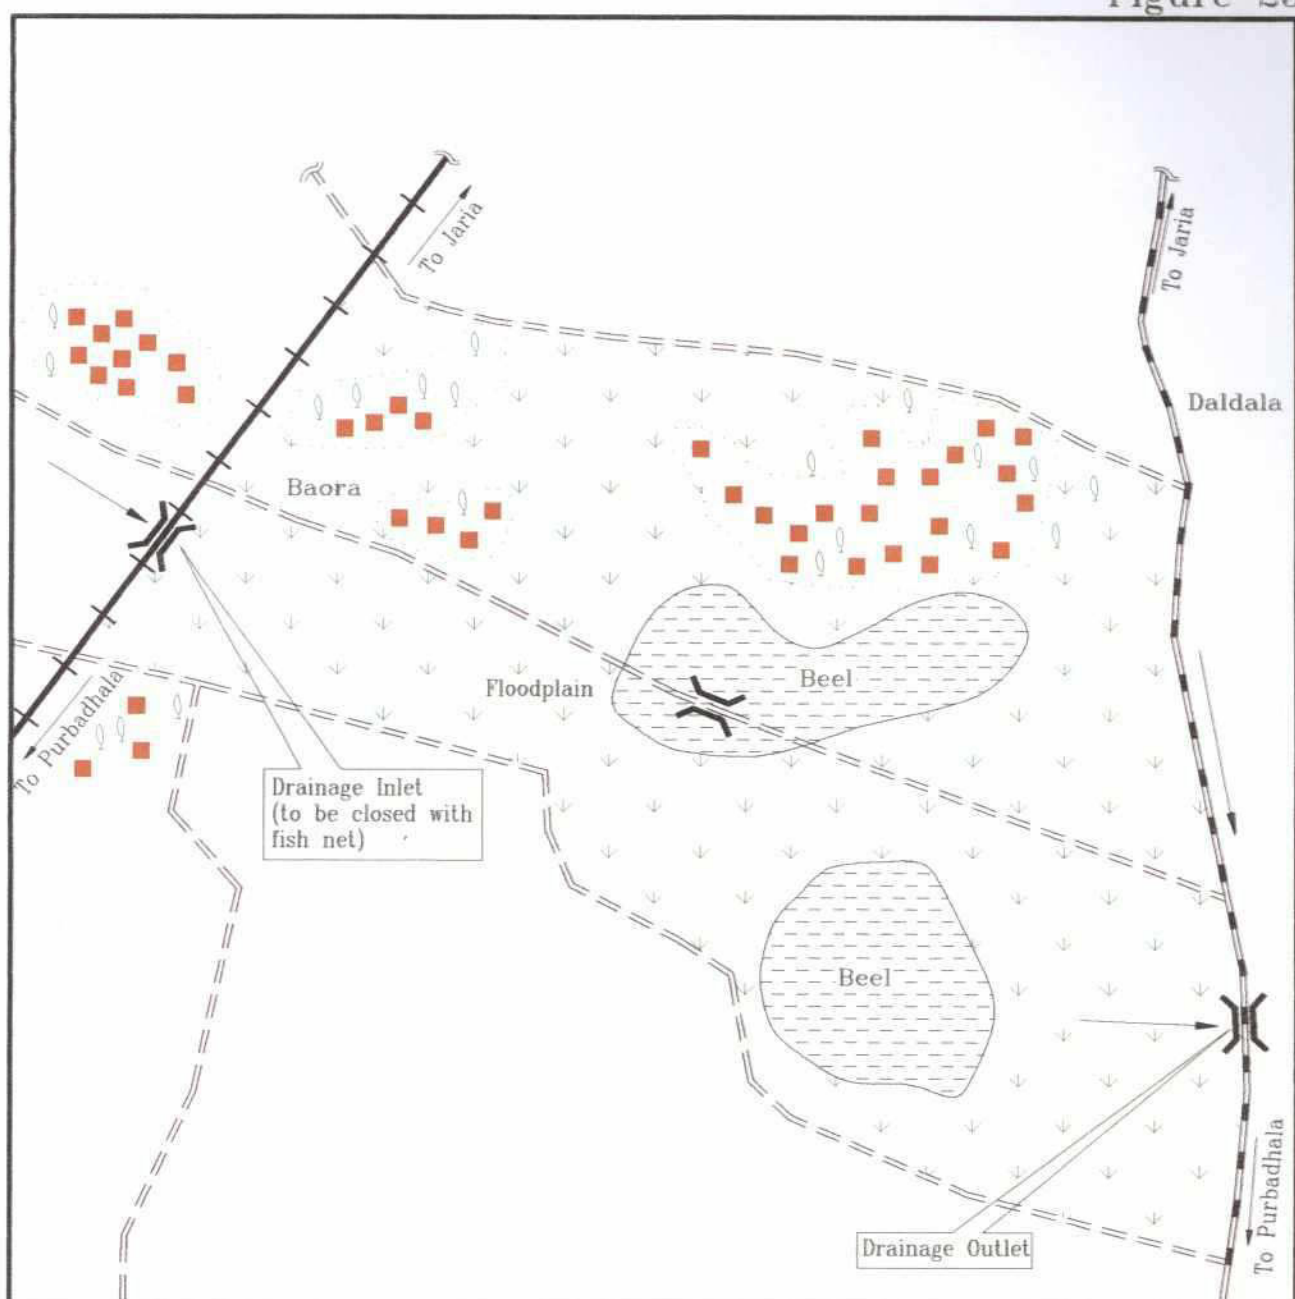 Figure
To Jaria
To Jaria
Daldala
Baora
Beel
Floodplain
To Purbadhala
Drainage Inlet
(to be closed with
fish net)
Beel
To Purbadhala
Drainage Outlet